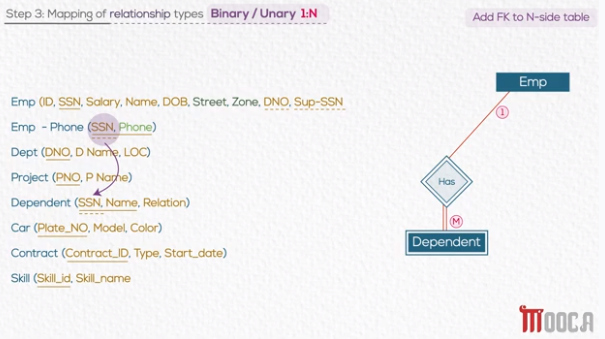 Step 3: Mapping of relationship types Binary / Unary 1:N
Add FK to N-side table
Emp (ID, SSN, Salary, Name, DOB, Street, Zone, DNO, Sup-SSN
Emp - Phone (SSN, Phone)
Dept (DNO, D Name, LOC)
Project (PNO, P Name)
Dependent (SSN, Name, Relation)
Car (Plate_NO, Model, Color)
Contract (Contract_ID, Type, Start_date)
Skill (Skill_id, Skill_name
Emp
1
Has
M
Dependent
MOOCA